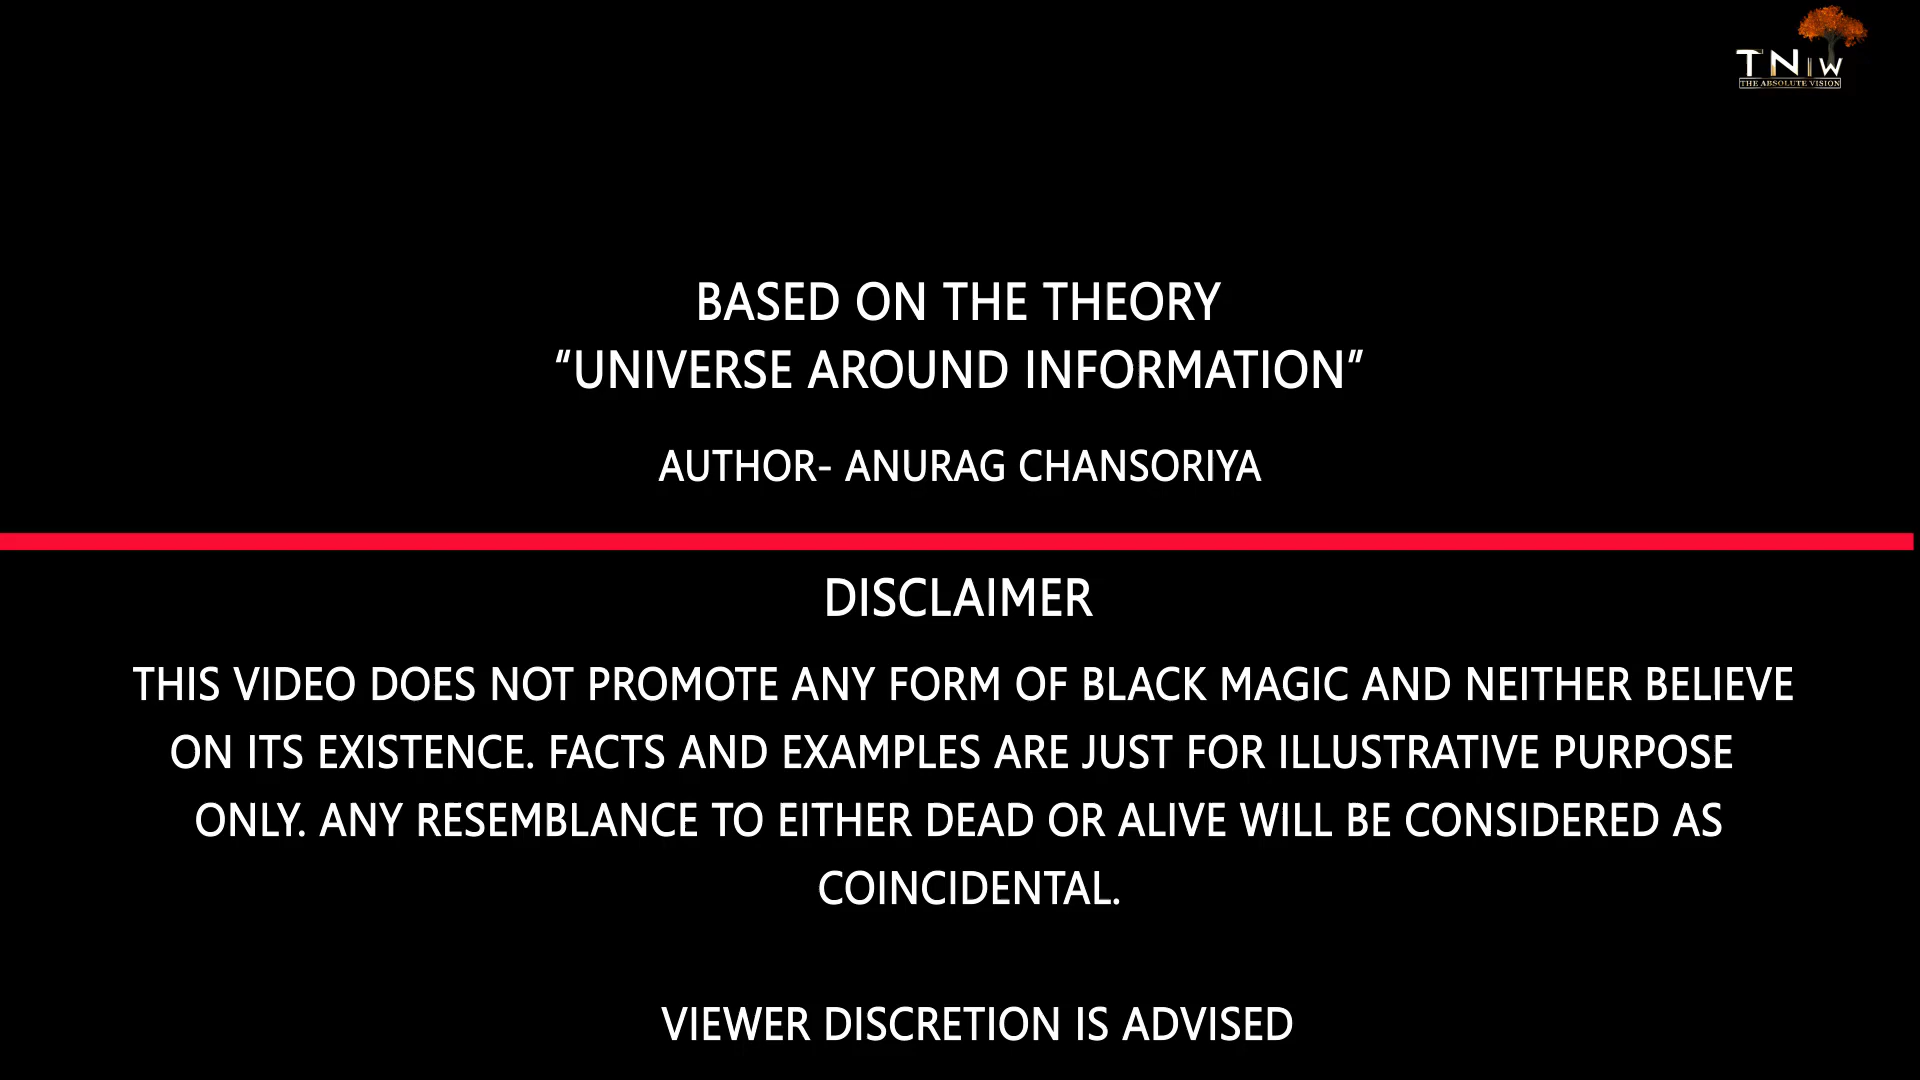 TNIW
THE ABSOLUTE VISION
BASED ON THE THEORY
“UNIVERSE AROUND INFORMATION”
AUTHOR- ANURAG CHANSORIYA
DISCLAIMER
THIS VIDEO DOES NOT PROMOTE ANY FORM OF BLACK MAGIC AND NEITHER BELIEVE
ON ITS EXISTENCE. FACTS AND EXAMPLES ARE JUST FOR ILLUSTRATIVE PURPOSE
ONLY. ANY RESEMBLANCE TO EITHER DEAD OR ALIVE WILL BE CONSIDERED AS
COINCIDENTAL.
VIEWER DISCRETION IS ADVISED